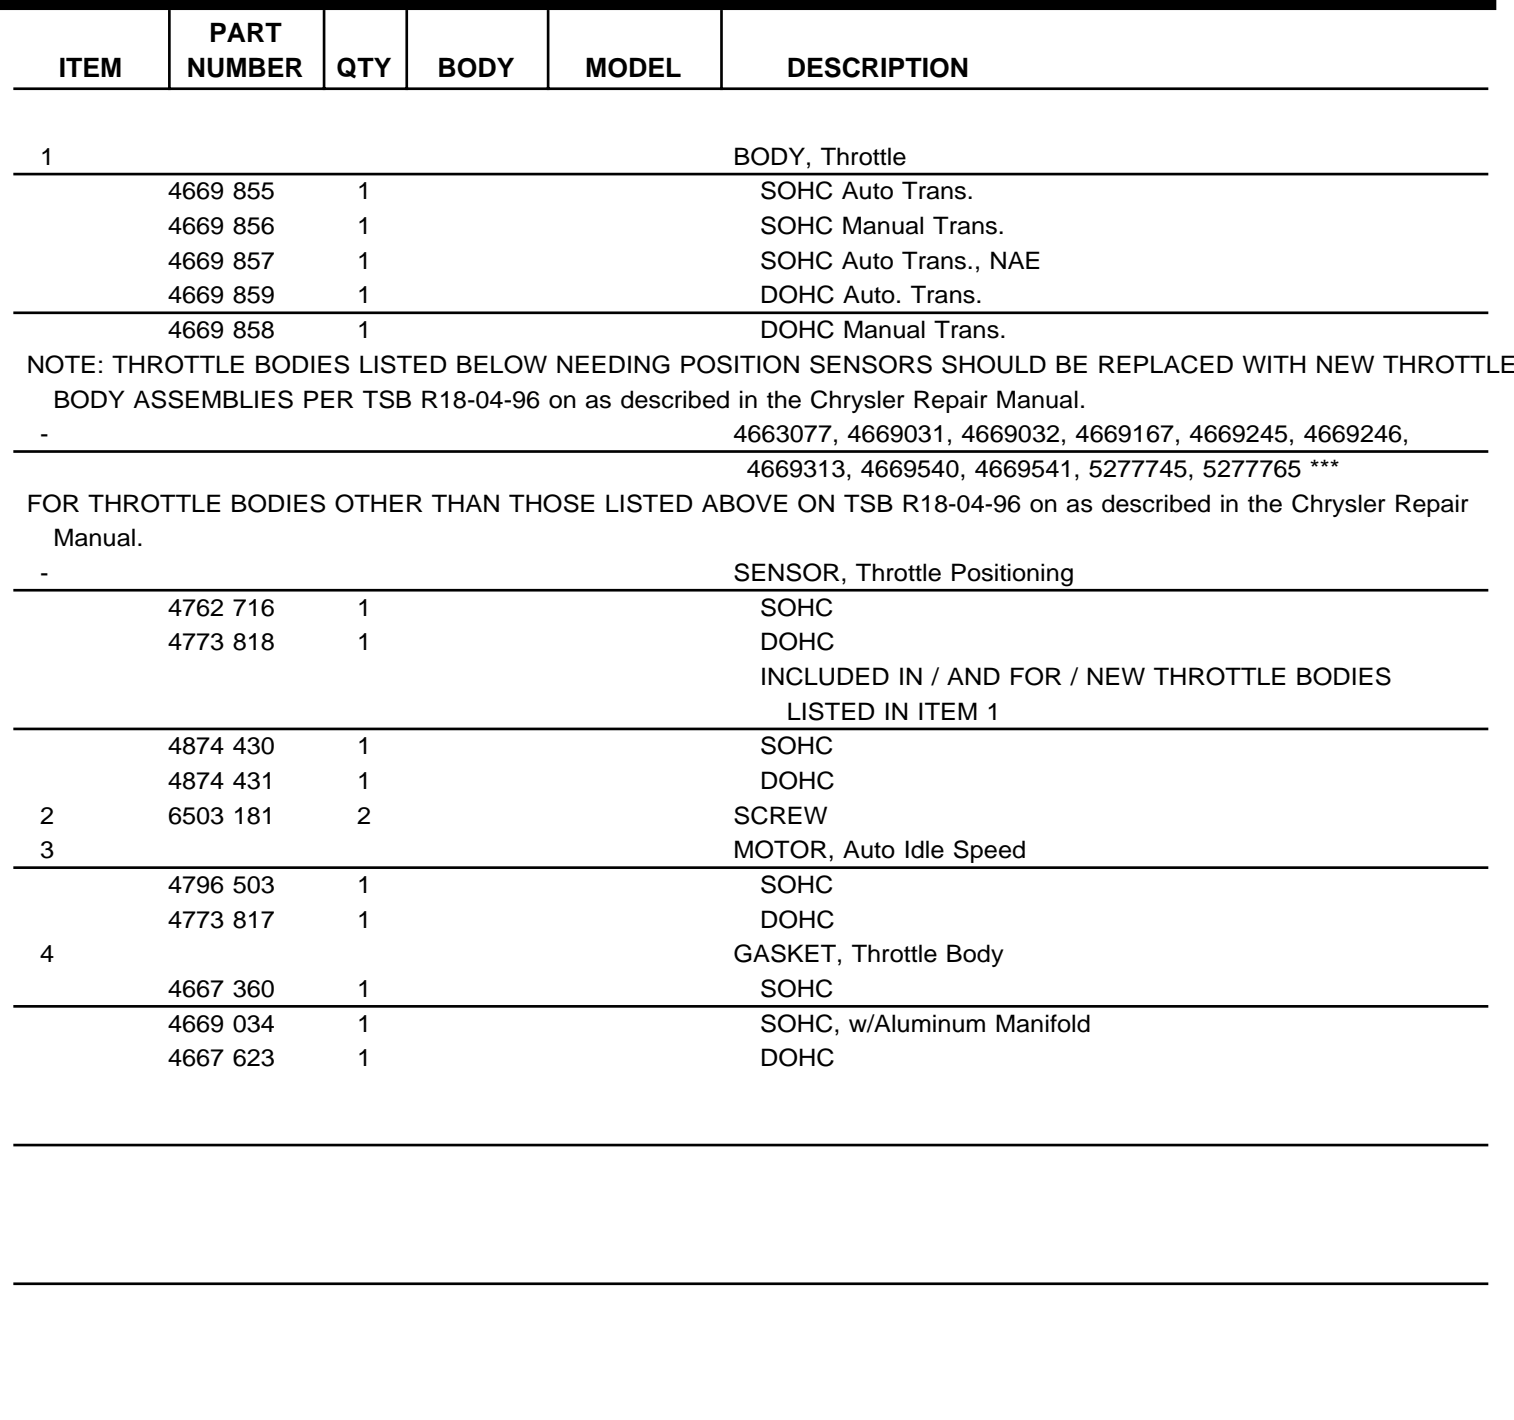 PART
ITEM NUMBER QTY BODY MODEL DESCRIPTION
1 BODY, Throttle
4669 855 1 SOHC Auto Trans.
4669 856 1 SOHC Manual Trans.
4669 857 1 SOHC Auto Trans., NAE
4669 859 1 DOHC Auto. Trans.
4669 858 1 DOHC Manual Trans.
NOTE: THROTTLE BODIES LISTED BELOW NEEDING POSITION SENSORS SHOULD BE REPLACED WITH NEW THROTTLE
BODY ASSEMBLIES PER TSB R18-04-96 on as described in the Chrysler Repair Manual.
- 4663077, 4669031, 4669032, 4669167, 4669245, 4669246,
4669313, 4669540, 4669541, 5277745, 5277765 ***
FOR THROTTLE BODIES OTHER THAN THOSE LISTED ABOVE ON TSB R18-04-96 on as described in the Chrysler Repair
Manual.
- SENSOR, Throttle Positioning
4762 716 1 SOHC
4773 818 1 DOHC
INCLUDED IN / AND FOR / NEW THROTTLE BODIES
LISTED IN ITEM 1
4874 430 1 SOHC
4874 431 1 DOHC
2 6503 181 2 SCREW
3 MOTOR, Auto Idle Speed
4796 503 1 SOHC
4773 817 1 DOHC
4 GASKET, Throttle Body
4667 360 1 SOHC
4669 034 1 SOHC, w/Aluminum Manifold
4667 623 1 DOHC